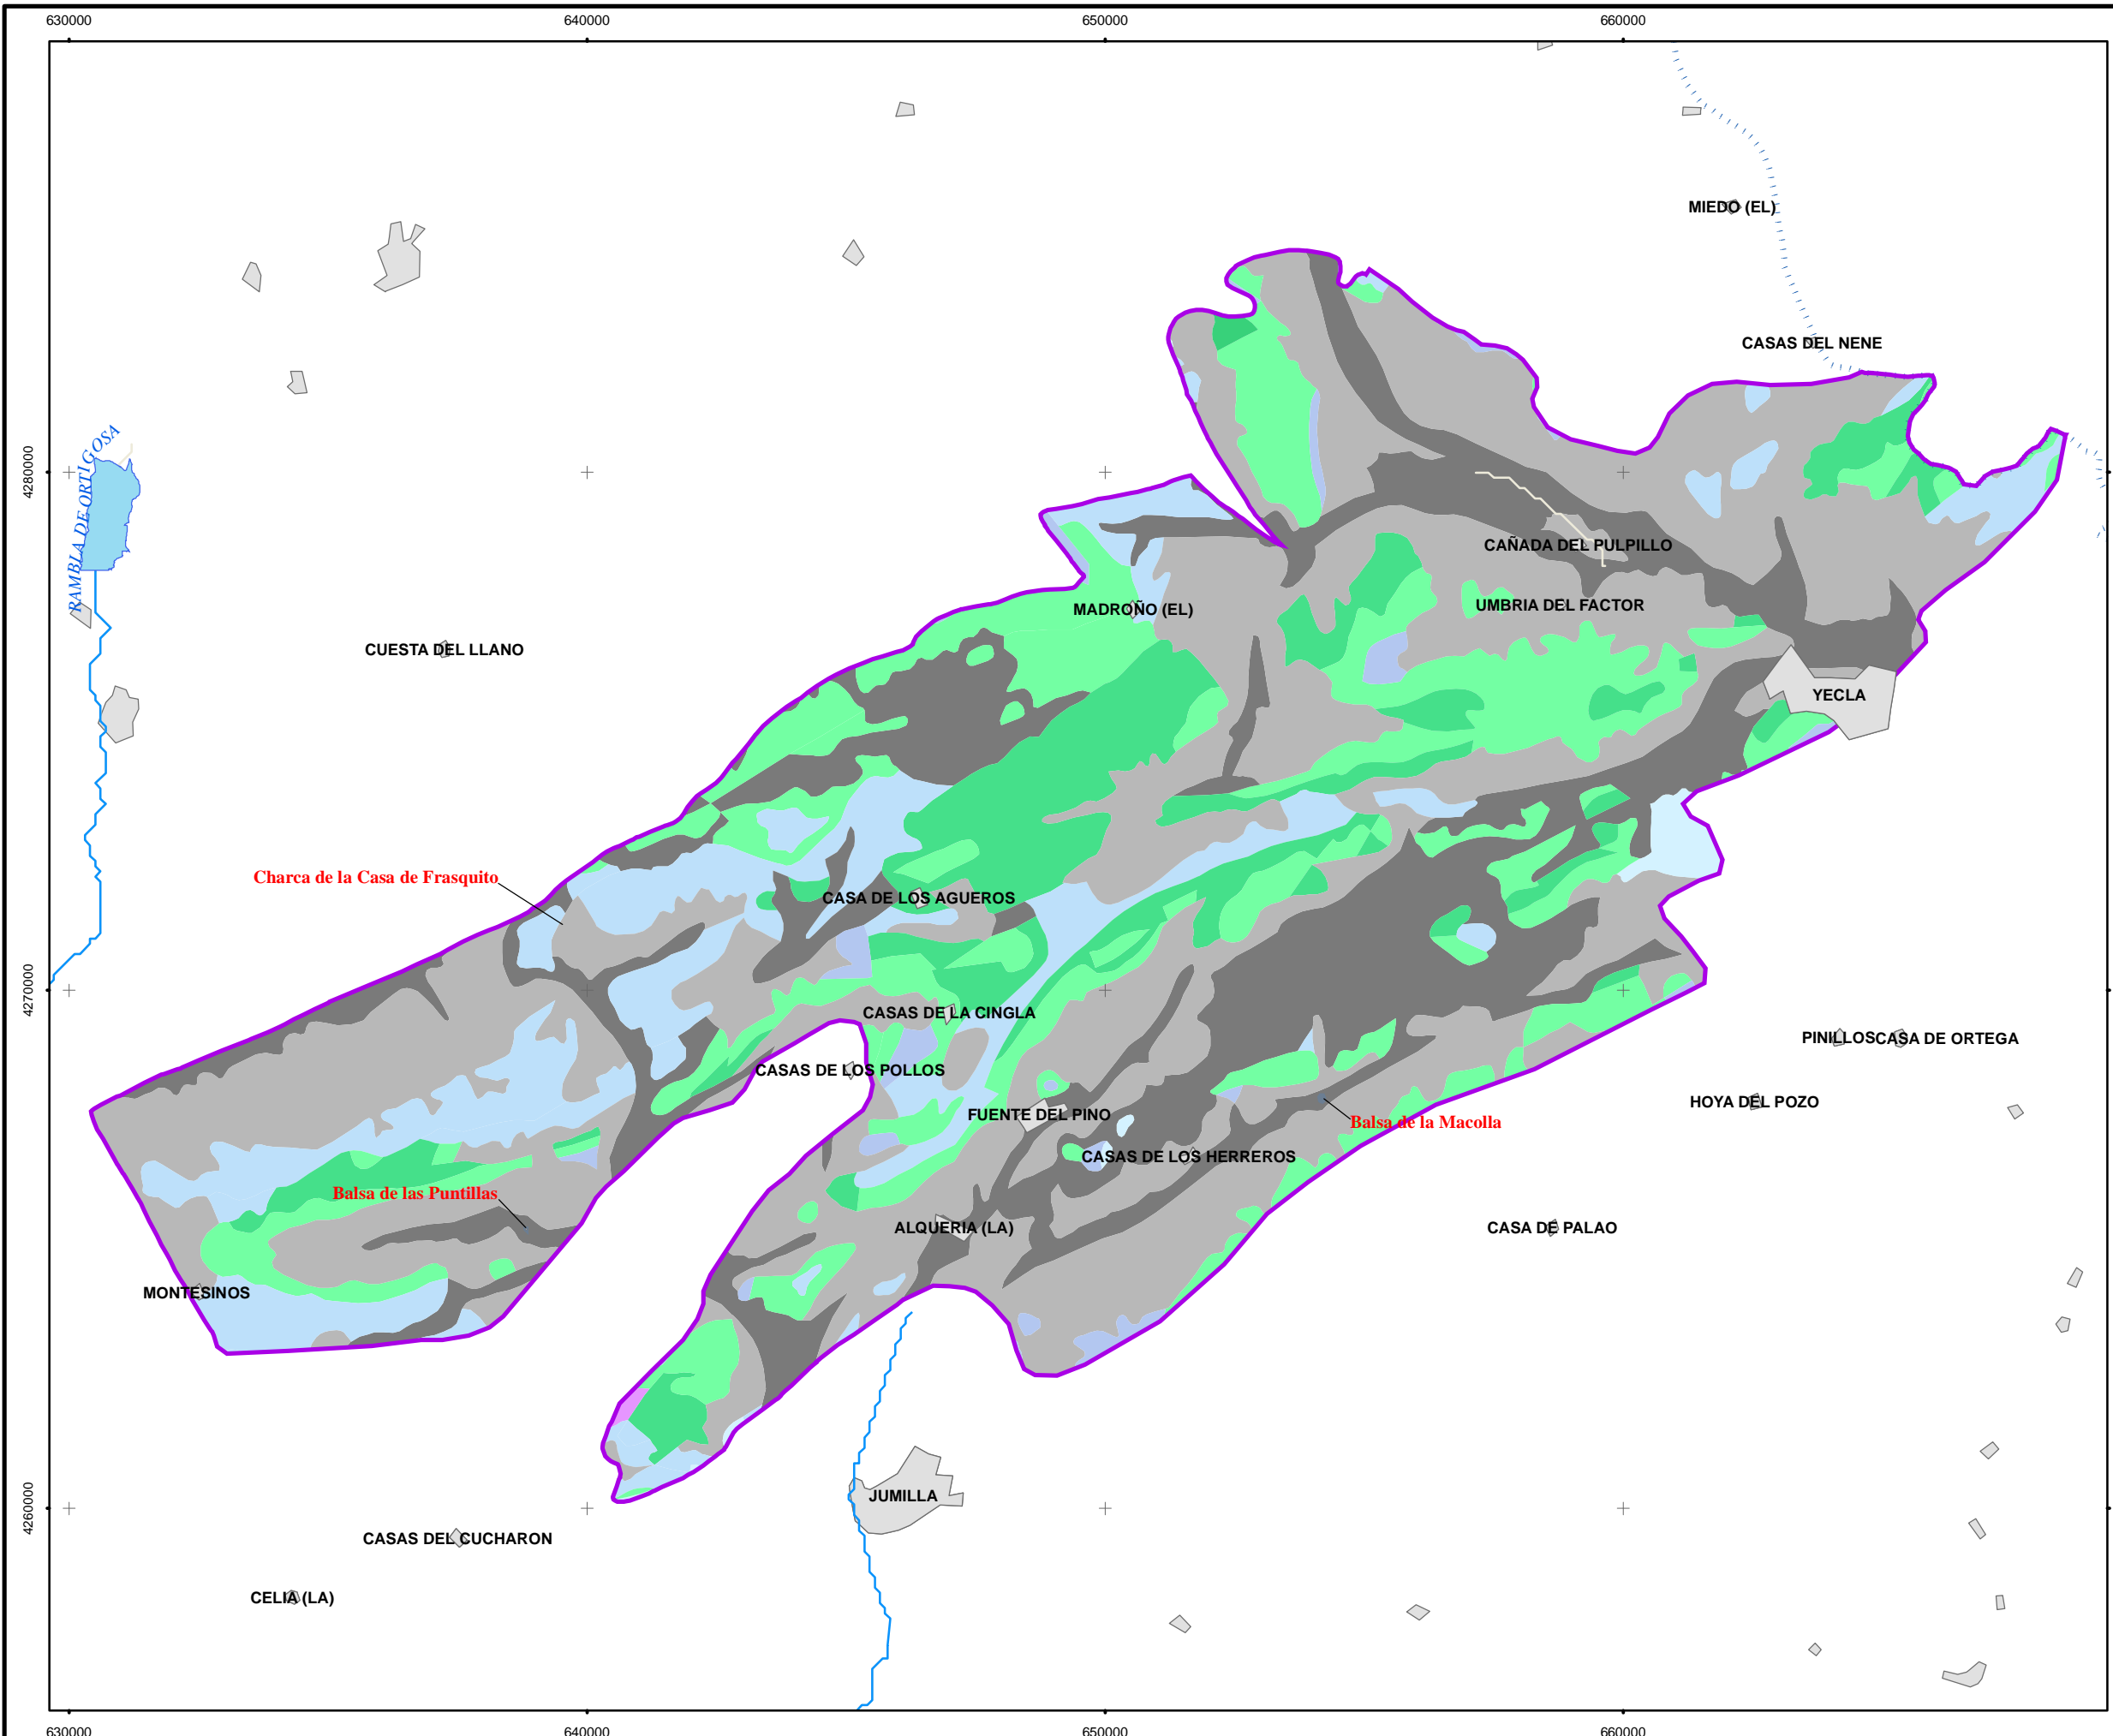 630000
640000
650000
660000
MIEDO (EL)
CASAS DEL NENE
4280000
RAMBLA DE ORTIGOSA
CAÑADA DEL PULPILLO
UMBRIA DEL FACTOR
MADROÑO (EL)
CUESTA DEL LLANO
YECLA
Charca de la Casa de Frasquito
CASA DE LOS AGUEROS
4270000
CASAS DE LA CINGLA
PINILLOS
CASA DE ORTEGA
CASAS DE LOS POLLOS
HOYA DEL POZO
FUENTE DEL PINO
Balsa de la Macolla
CASAS DE LOS HERREROS
Balsa de las Puntillas
ALQUERIA (LA)
CASA DE PALAO
MONTESINOS
4260000
JUMILLA
CASAS DEL CUCHARON
CELIA (LA)
630000
640000
650000
660000